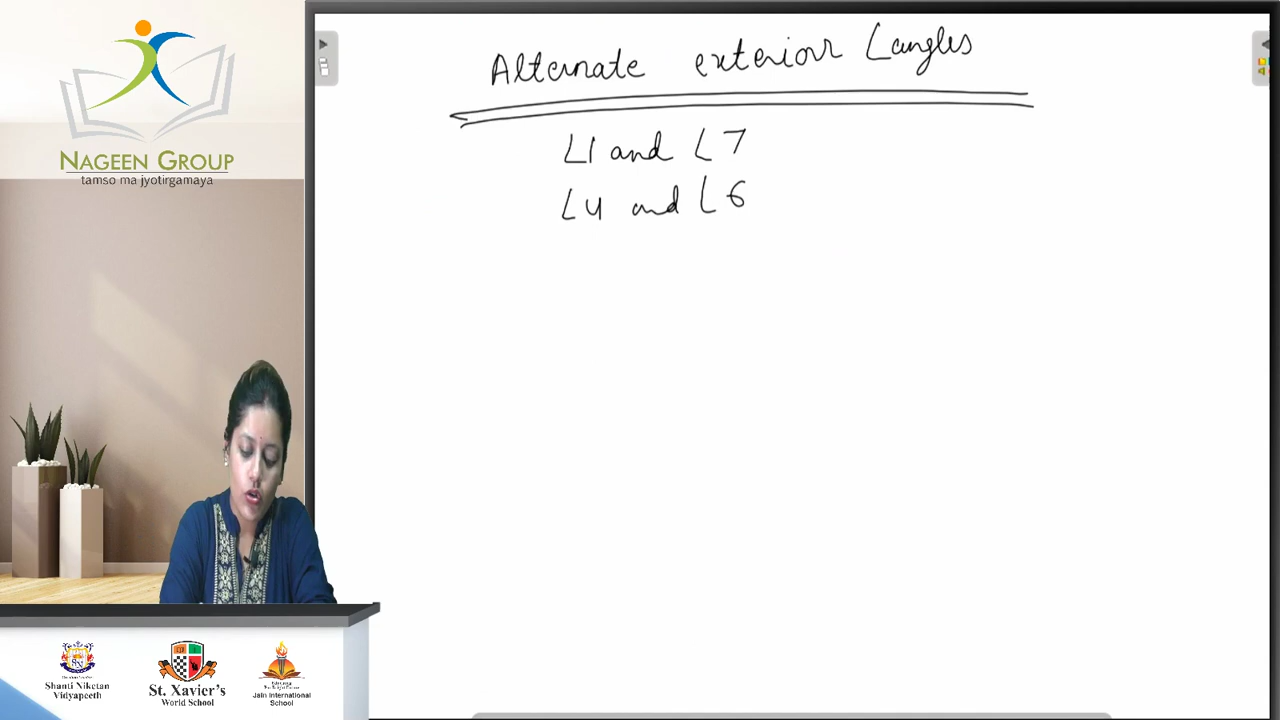 NAGEEN GROUP
tamso ma jyotirgamaya
Alternate exterior ∠angles
∠1 and ∠7
∠4 and ∠6
Shanti Niketan
Vidyapeeth
St. Xavier's
World School
Jain International
School